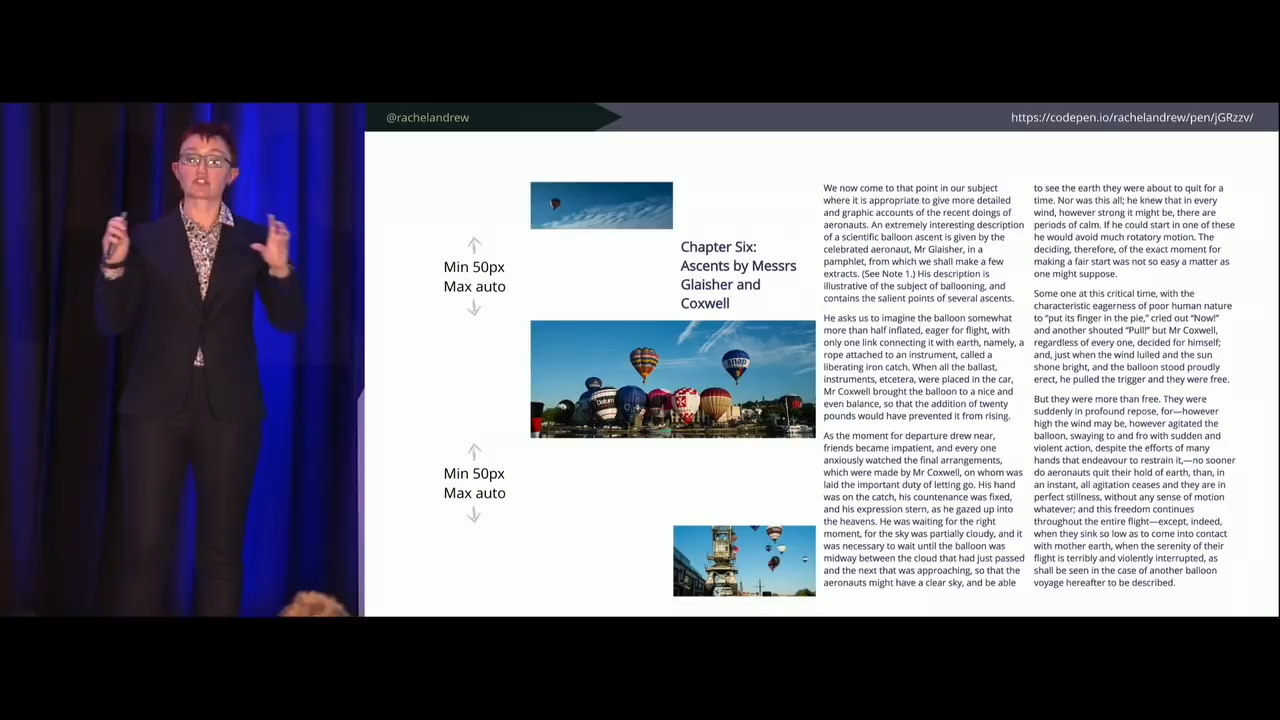 @rachelandrew
https://codepen.io/rachelandrew/pen/jGRzzv/
Min 50px
Max auto
Min 50px
Max auto
Chapter Six:
Ascents by Messrs
Glaisher and
Coxwell
snap
Datum
We now come to that point in our subject
where it is appropriate to give more detailed
and graphic accounts of the recent doings of
aeronauts. An extremely interesting description
of a scientific balloon ascent is given by the
celebrated aeronaut, Mr Glaisher, in a
pamphlet, from which we shall make a few
extracts. (See Note 1.) His description is
illustrative of the subject of ballooning, and
contains the salient points of several ascents.
He asks us to imagine the balloon somewhat
more than half inflated, eager for flight, with
only one link connecting it with earth, namely, a
rope attached to an instrument, called a
liberating iron catch. When all the ballast,
instruments, etcetera, were placed in the car,
Mr Coxwell brought the balloon to a nice and
even balance, so that the addition of twenty
pounds would have prevented it from rising.
As the moment for departure drew near,
friends became impatient, and every one
anxiously watched the final arrangements,
which were made by Mr Coxwell, on whom was
laid the important duty of letting go. His hand
was on the catch, his countenance was fixed,
and his expression stern, as he gazed up into
the heavens. He was waiting for the right
moment, for the sky was partially cloudy, and it
was necessary to wait until the balloon was
midway between the cloud that had just passed
and the next that was approaching, so that the
aeronauts might have a clear sky, and be able
to see the earth they were about to quit for a
time. Nor was this all; he knew that in every
wind, however strong it might be, there are
periods of calm. If he could start in one of these
he would avoid much rotatory motion. The
deciding, therefore, of the exact moment for
making a fair start was not so easy a matter as
one might suppose.
Some one at this critical time, with the
characteristic eagerness of poor human nature
to “put its finger in the pie,” cried out “Now!”
and another shouted “Pull!” but Mr Coxwell,
regardless of every one, decided for himself;
and, just when the wind lulled and the sun
shone bright, and the balloon stood proudly
erect, he pulled the trigger and they were free.
But they were more than free. They were
suddenly in profound repose, for—however
high the wind may be, however agitated the
balloon, swaying to and fro with sudden and
violent action, despite the efforts of many
hands that endeavour to restrain it,—no sooner
do aeronauts quit their hold of earth, than, in
an instant, all agitation ceases and they are in
perfect stillness, without any sense of motion
whatever; and this freedom continues
throughout the entire flight—except, indeed,
when they sink so low as to come into contact
with mother earth, when the serenity of their
flight is terribly and violently interrupted, as
shall be seen in the case of another balloon
voyage hereafter to be described.